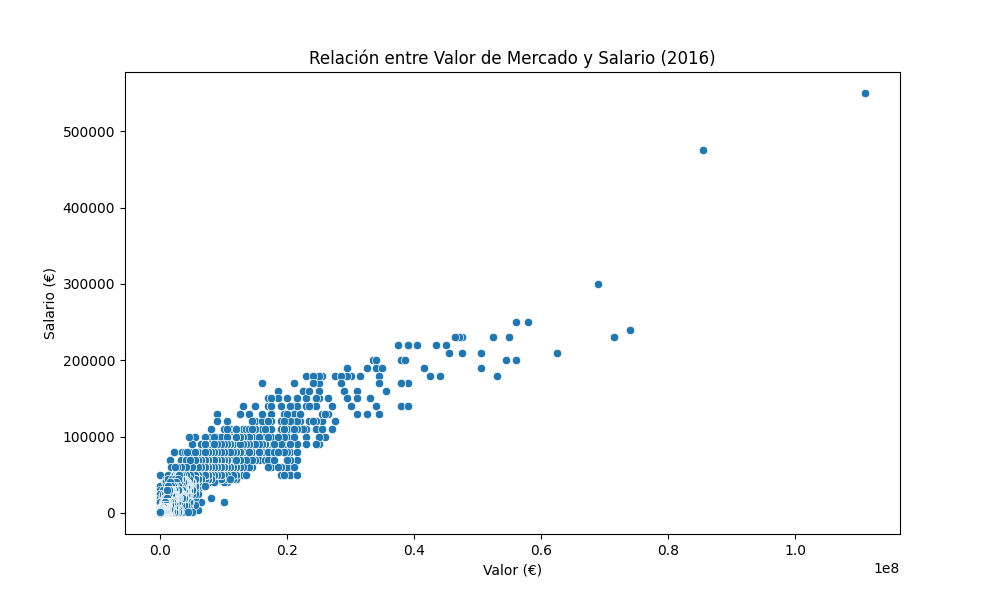 Relación entre Valor de Mercado y Salario (2016)
Salario (€)
500000
400000
300000
200000
100000
0
0.0 0.2 0.4 0.6 0.8 1.0
1e8
Valor (€)